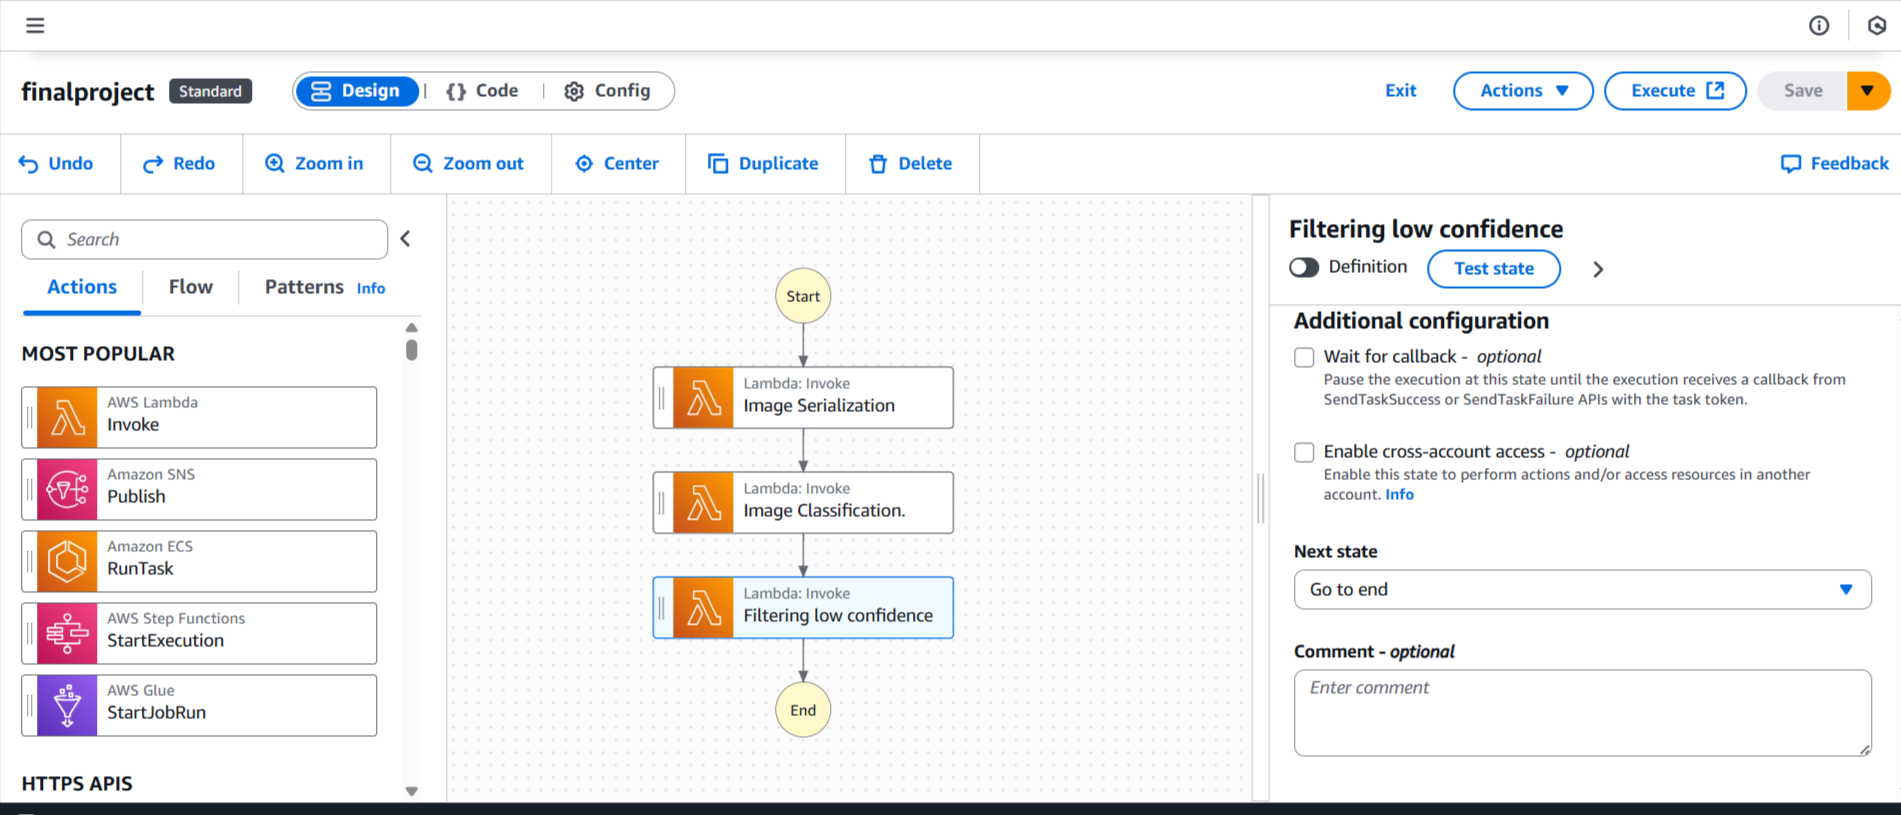 finalproject
Standard
Design
{} Code
Config
Exit
Actions
Execute
Save
Undo
Redo
Zoom in
Zoom out
Center
Duplicate
Delete
Feedback
Search
Actions
Flow
Patterns Info
MOST POPULAR
AWS Lambda
Invoke
Amazon SNS
Publish
Amazon ECS
RunTask
AWS Step Functions
StartExecution
AWS Glue
StartJobRun
HTTPS APIS
Start
Lambda: Invoke
Image Serialization
Lambda: Invoke
Image Classification.
Lambda: Invoke
Filtering low confidence
End
Filtering low confidence
Definition
Test state
Additional configuration
Wait for callback - optional
Pause the execution at this state until the execution receives a callback from
SendTaskSuccess or SendTaskFailure APIs with the task token.
Enable cross-account access - optional
Enable this state to perform actions and/or access resources in another
account. Info
Next state
Go to end
Comment - optional
Enter comment